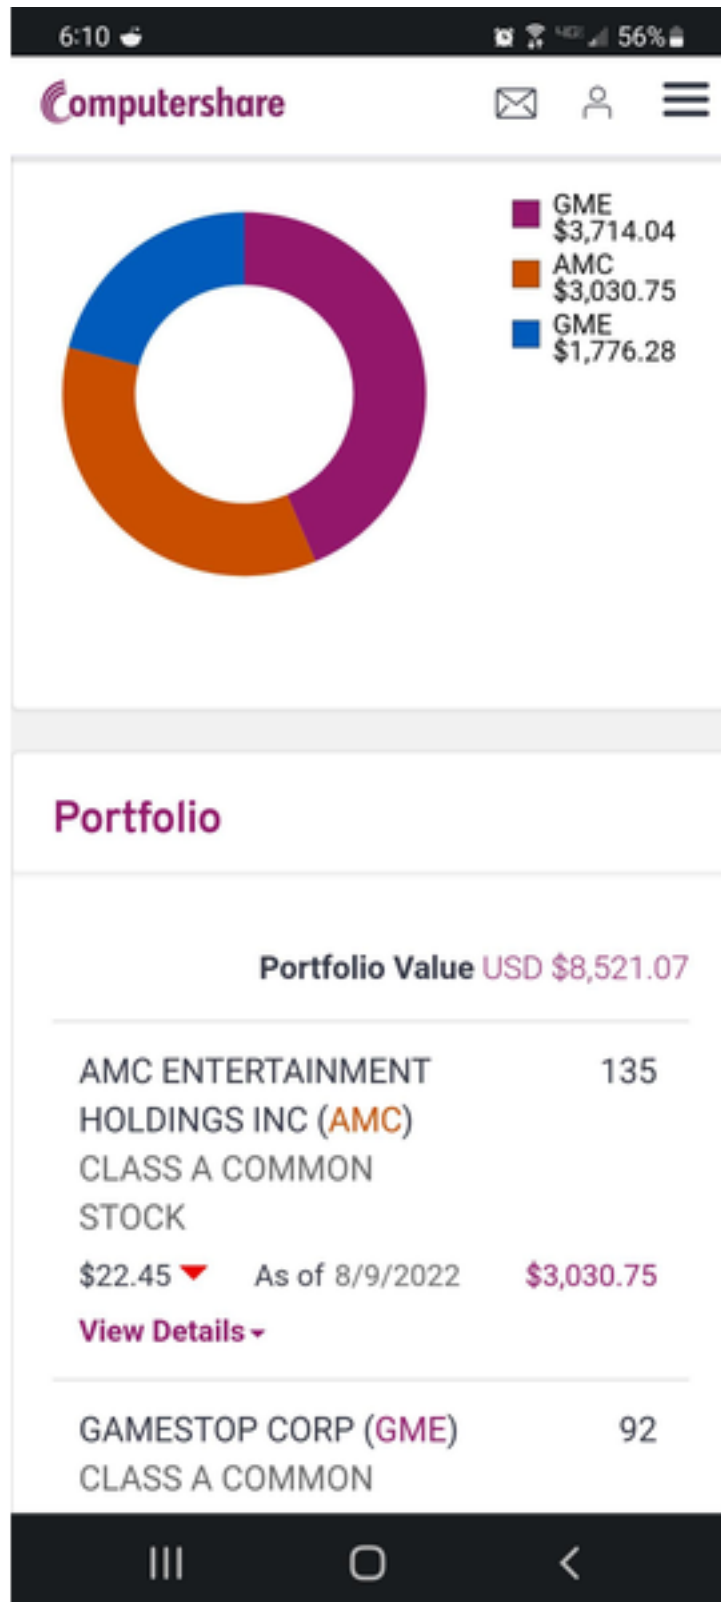 6:10 56%
Computershare
GME
$3,714.04
AMC
$3,030.75
GME
$1,776.28
Portfolio
Portfolio Value USD $8,521.07
AMC ENTERTAINMENT 135
HOLDINGS INC (AMC)
CLASS A COMMON
STOCK
$22.45 As of 8/9/2022 $3,030.75
View Details
GAMESTOP CORP (GME) 92
CLASS A COMMON